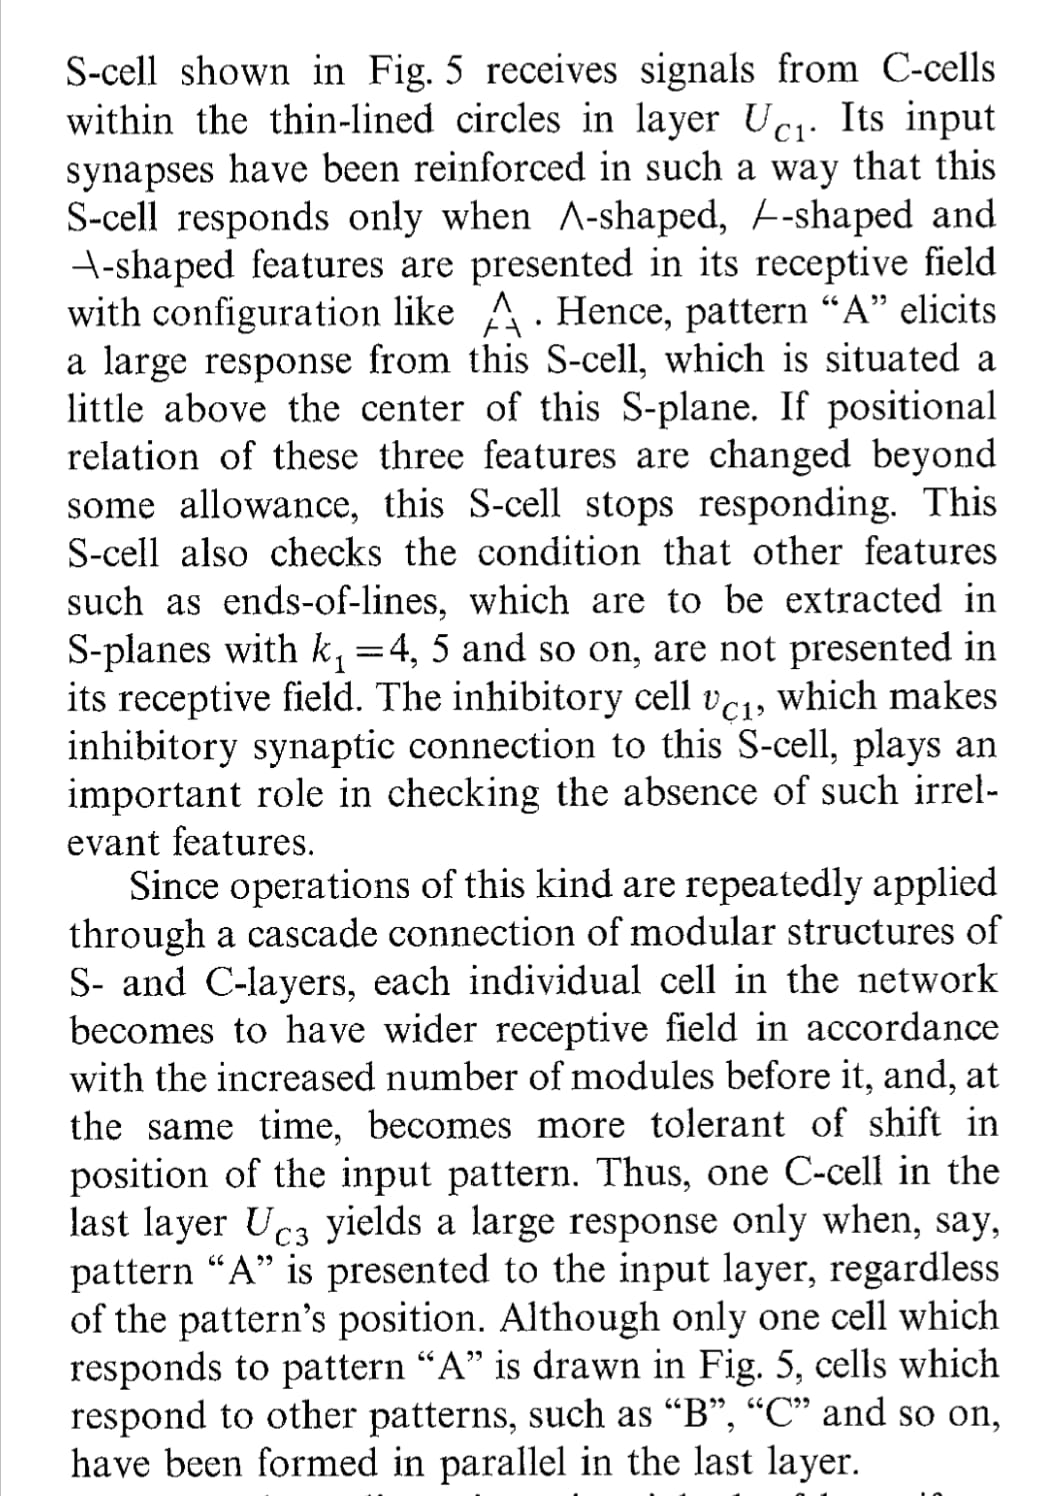 S-cell shown in Fig. 5 receives signals from C-cells
within the thin-lined circles in layer U_C1. Its input
synapses have been reinforced in such a way that this
S-cell responds only when Λ-shaped, ⊦-shaped and
⊣-shaped features are presented in its receptive field
with configuration like . Hence, pattern “A” elicits
a large response from this S-cell, which is situated a
little above the center of this S-plane. If positional
relation of these three features are changed beyond
some allowance, this S-cell stops responding. This
S-cell also checks the condition that other features
such as ends-of-lines, which are to be extracted in
S-planes with k₁ = 4, 5 and so on, are not presented in
its receptive field. The inhibitory cell v_C1, which makes
inhibitory synaptic connection to this S-cell, plays an
important role in checking the absence of such irrel-
evant features.
Since operations of this kind are repeatedly applied
through a cascade connection of modular structures of
S- and C-layers, each individual cell in the network
becomes to have wider receptive field in accordance
with the increased number of modules before it, and, at
the same time, becomes more tolerant of shift in
position of the input pattern. Thus, one C-cell in the
last layer U_C3 yields a large response only when, say,
pattern “A” is presented to the input layer, regardless
of the pattern’s position. Although only one cell which
responds to pattern “A” is drawn in Fig. 5, cells which
respond to other patterns, such as “B”, “C” and so on,
have been formed in parallel in the last layer.